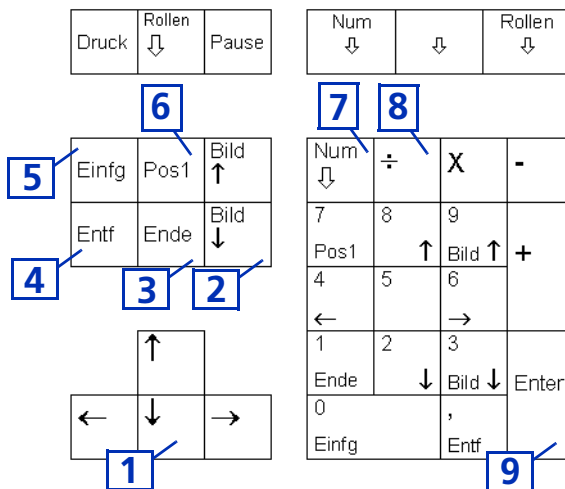 Druck Rollen ⇩ Pause
Num ⇩ ⇩ Rollen ⇩
6 7 8
5 Einfg Pos1 Bild ↑
4 Entf Ende Bild ↓
3 2
↑
← ↓ →
1
Num ⇩ ÷ X -
7 Pos1 8 ↑ 9 Bild ↑ +
4 ← 5 6 →
1 Ende 2 ↓ 3 Bild ↓ Enter
0 Einfg , Entf
9